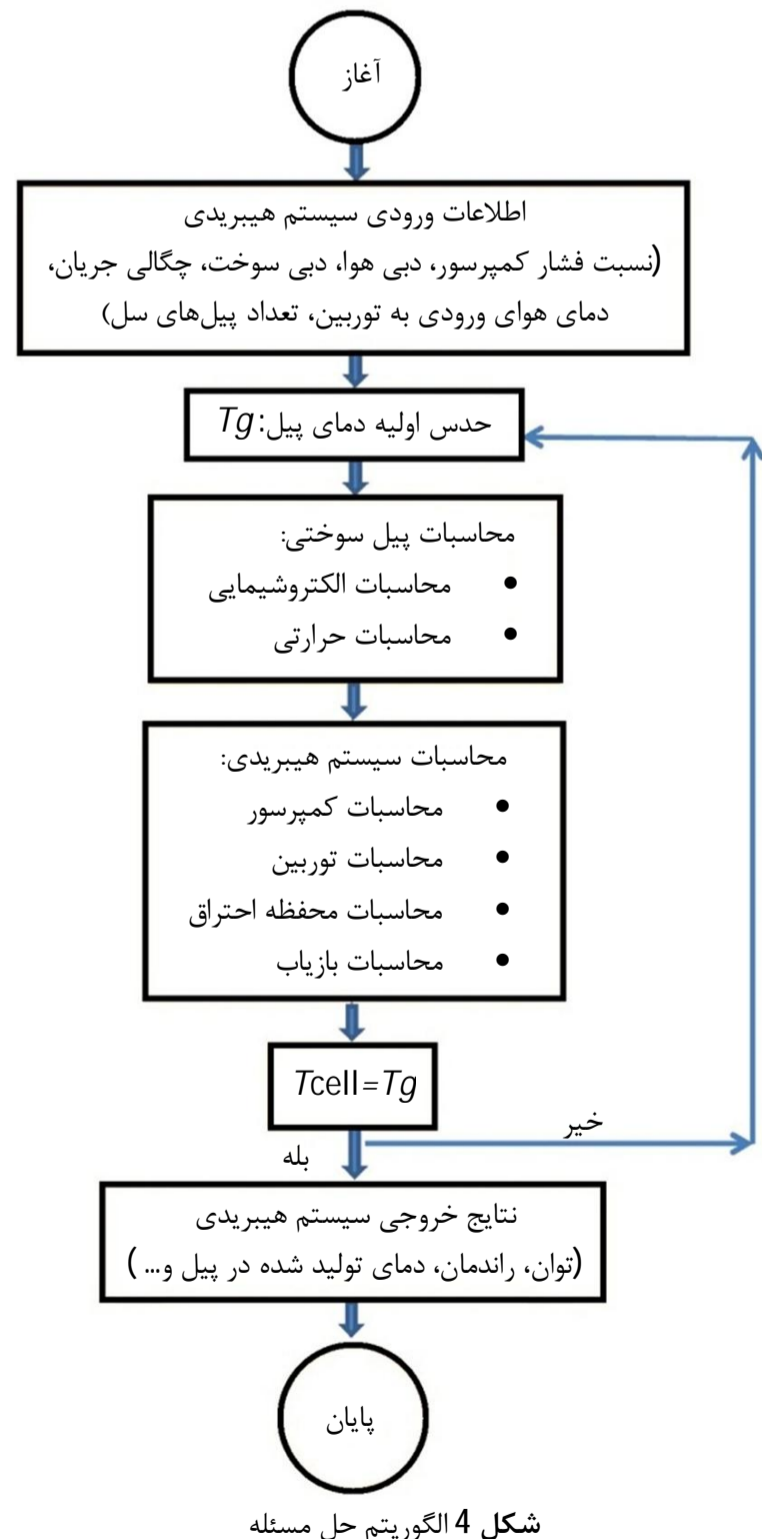 آغاز
اطلاعات ورودی سیستم هیبریدی
(نسبت فشار کمپرسور، دبی هوا، دبی سوخت، چگالی جریان،
دمای هوای ورودی به توربین، تعداد پیل‌های سل)
حدس اولیه دمای پیل: Tg
محاسبات پیل سوختی:
• محاسبات الکتروشیمایی
• محاسبات حرارتی
محاسبات سیستم هیبریدی:
• محاسبات کمپرسور
• محاسبات توربین
• محاسبات محفظه احتراق
• محاسبات بازیاب
Tcell=Tg
خیر
بله
نتایج خروجی سیستم هیبریدی
(توان، راندمان، دمای تولید شده در پیل و... )
پایان
شکل 4 الگوریتم حل مسئله